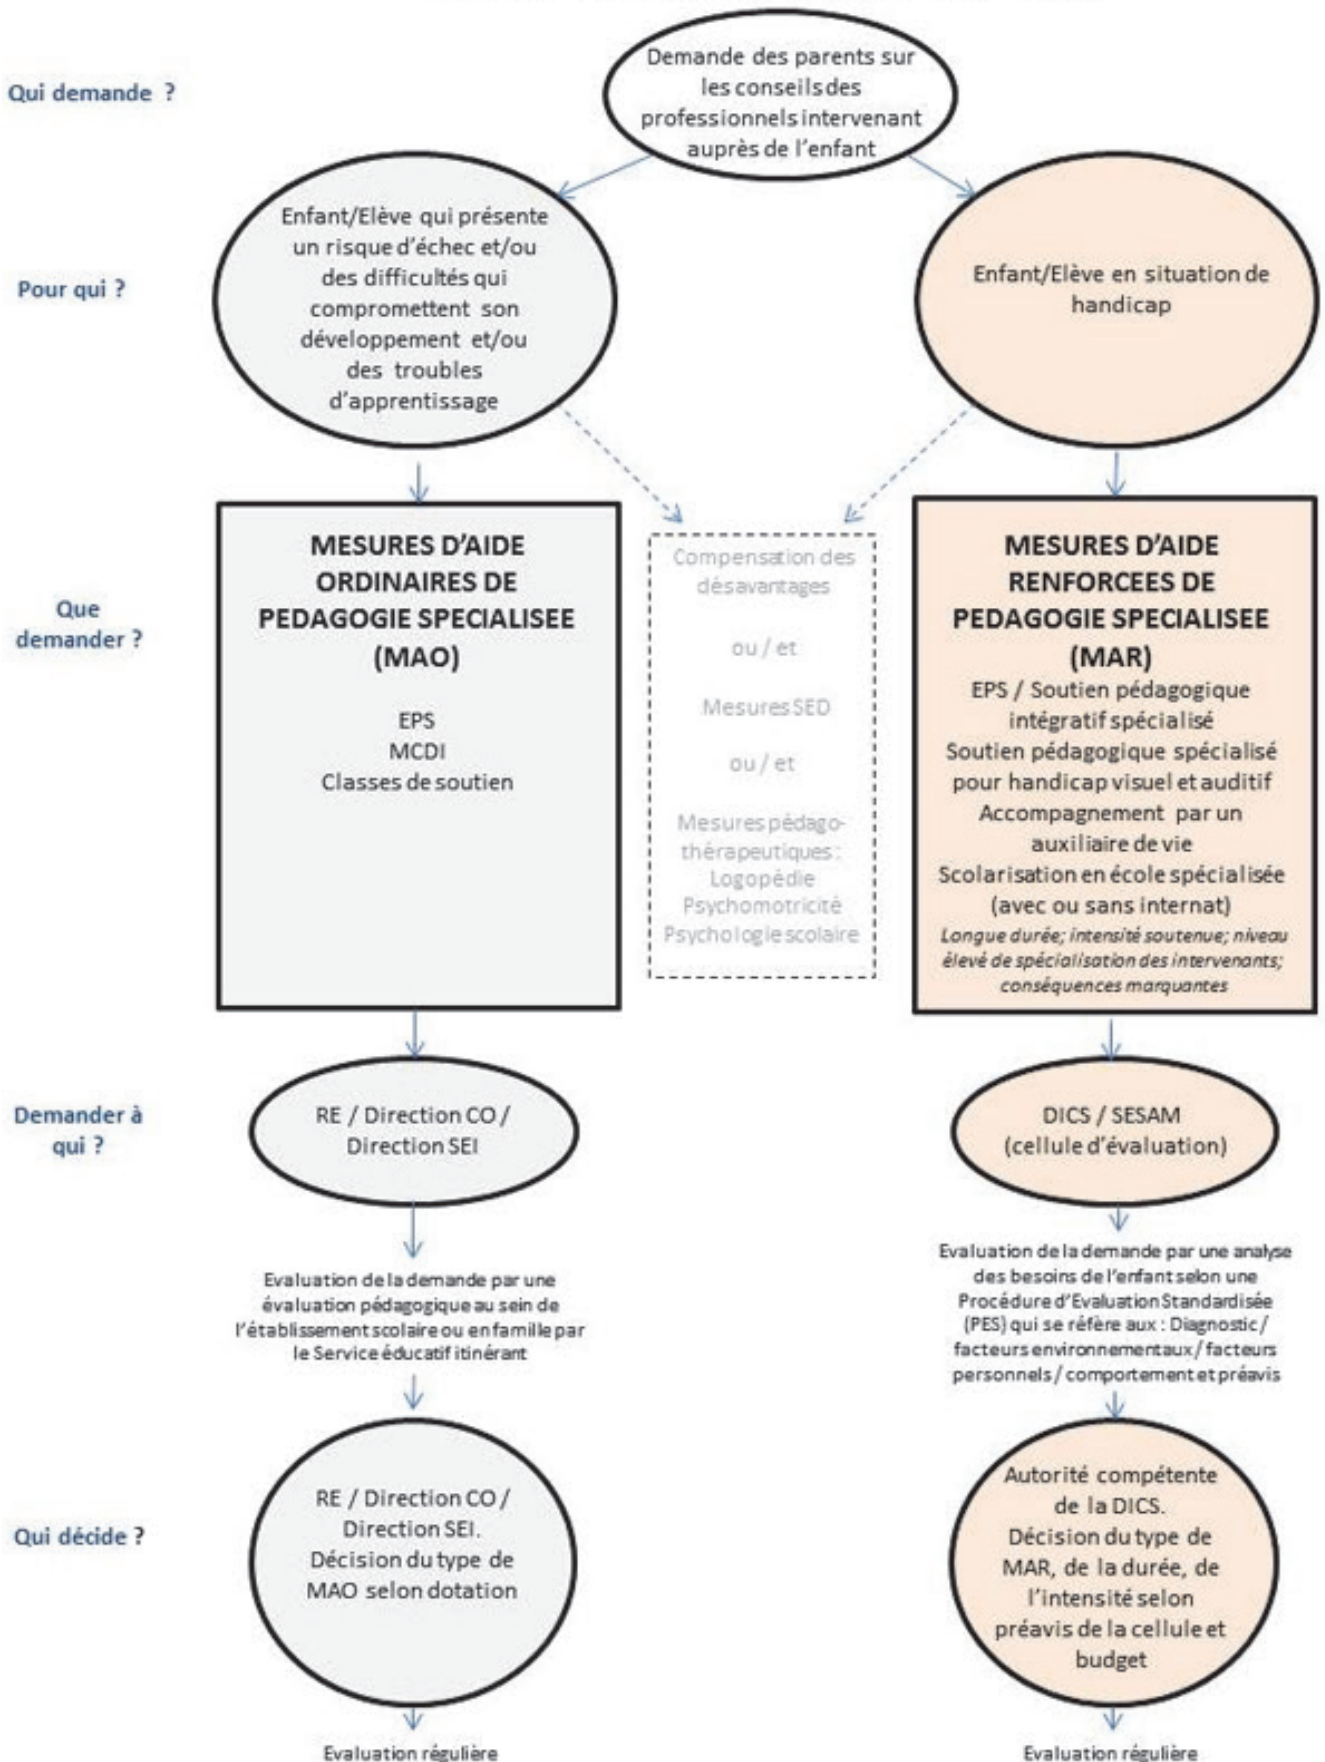 Qui demande ?
Demande des parents sur
les conseils des
professionnels intervenant
auprès de l'enfant
Pour qui ?
Enfant/Elève qui présente
un risque d'échec et/ou
des difficultés qui
compromettent son
développement et/ou
des troubles
d'apprentissage
Enfant/Elève en situation de
handicap
Que
demander ?
MESURES D'AIDE
ORDINAIRES DE
PEDAGOGIE SPECIALISEE
(MAO)
EPS
MCDI
Classes de soutien
Compensation des
désavantages
ou / et
Mesures SED
ou / et
Mesures pédago-
thérapeutiques :
Logopédie
Psychomotricité
Psychologie scolaire
MESURES D'AIDE
RENFORCEES DE
PEDAGOGIE SPECIALISEE
(MAR)
EPS / Soutien pédagogique
intégratif spécialisé
Soutien pédagogique spécialisé
pour handicap visuel et auditif
Accompagnement par un
auxiliaire de vie
Scolarisation en école spécialisée
(avec ou sans internat)
Longue durée; intensité soutenue; niveau
élevé de spécialisation des intervenants;
conséquences marquantes
Demander à
qui ?
RE / Direction CO /
Direction SEI
DICS / SESAM
(cellule d'évaluation)
Evaluation de la demande par une
évaluation pédagogique au sein de
l'établissement scolaire ou en famille par
le Service éducatif itinérant
Evaluation de la demande par une analyse
des besoins de l'enfant selon une
Procédure d'Evaluation Standardisée
(PES) qui se réfère aux : Diagnostic /
facteurs environnementaux / facteurs
personnels / comportement et préavis
Qui décide ?
RE / Direction CO /
Direction SEI.
Décision du type de
MAO selon dotation
Autorité compétente
de la DICS.
Décision du type de
MAR, de la durée, de
l'intensité selon
préavis de la cellule et
budget
Evaluation régulière
Evaluation régulière